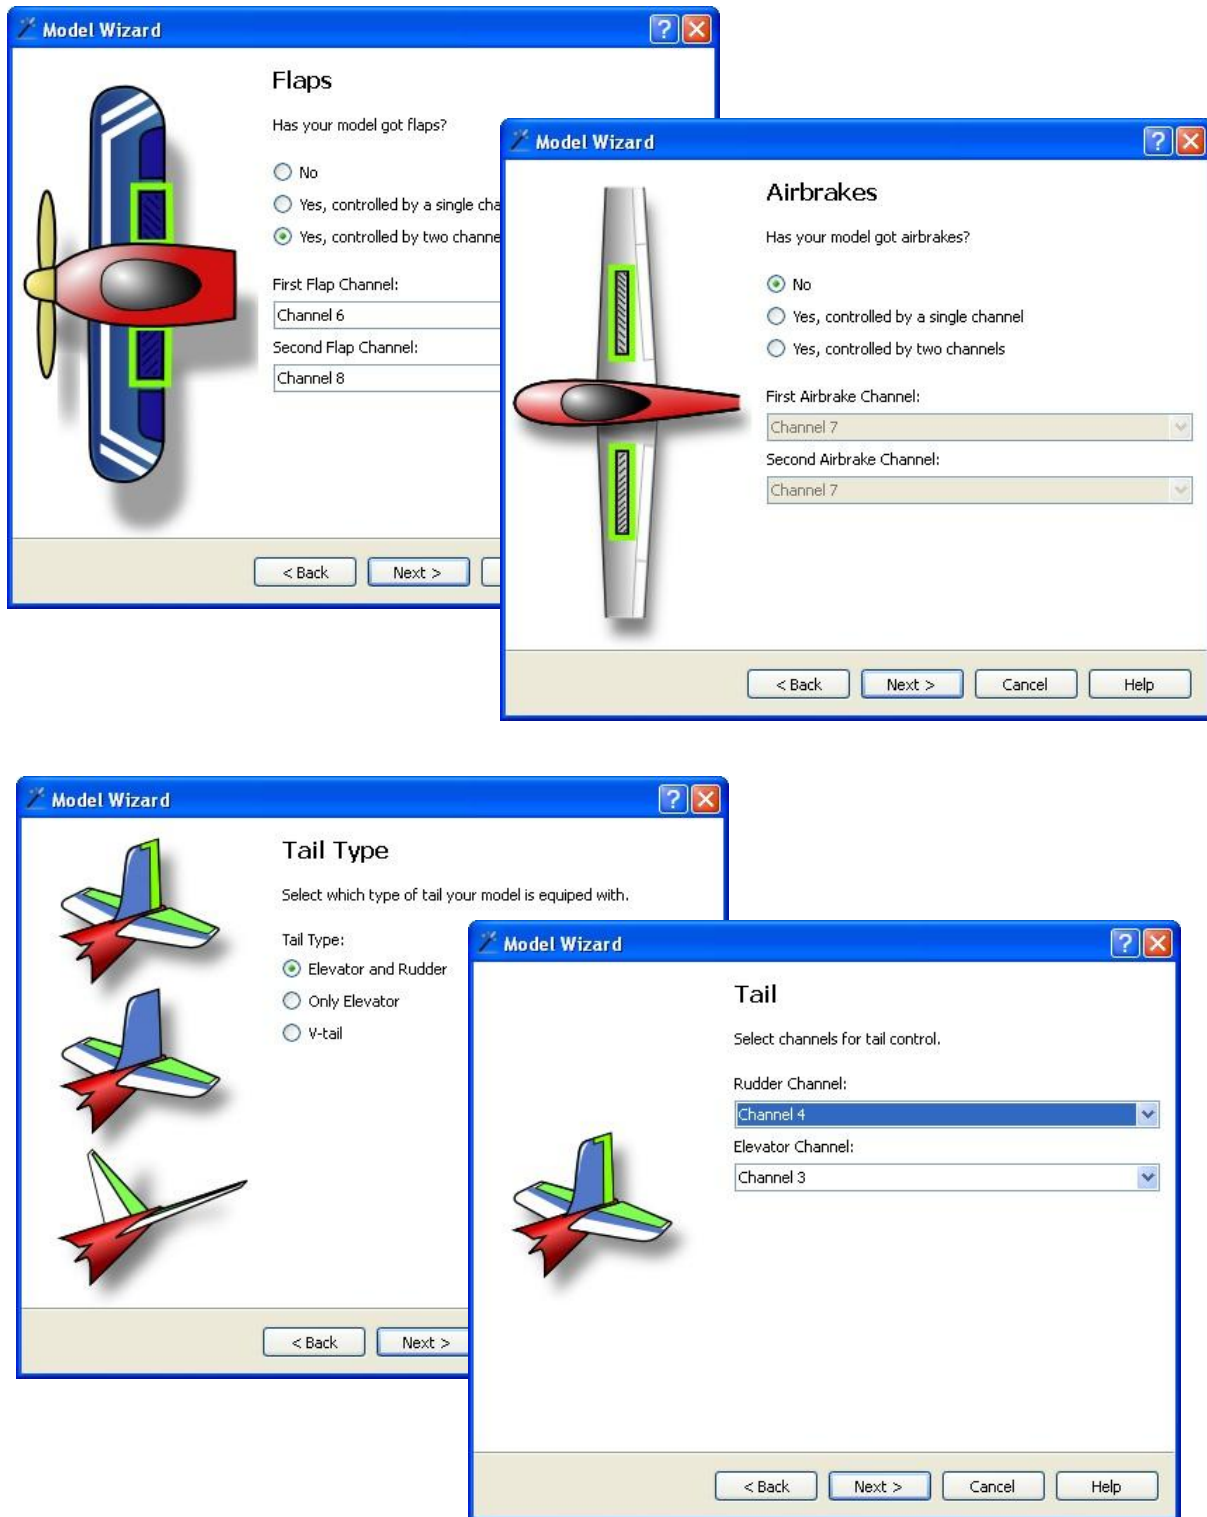 Model Wizard
Flaps
Has your model got flaps?
No
Yes, controlled by a single cha
Yes, controlled by two channe
First Flap Channel:
Channel 6
Second Flap Channel:
Channel 8
< Back
Next >
Model Wizard
Airbrakes
Has your model got airbrakes?
No
Yes, controlled by a single channel
Yes, controlled by two channels
First Airbrake Channel:
Channel 7
Second Airbrake Channel:
Channel 7
< Back
Next >
Cancel
Help
Model Wizard
Tail Type
Select which type of tail your model is equiped with.
Tail Type:
Elevator and Rudder
Only Elevator
V-tail
< Back
Next >
Model Wizard
Tail
Select channels for tail control.
Rudder Channel:
Channel 4
Elevator Channel:
Channel 3
< Back
Next >
Cancel
Help